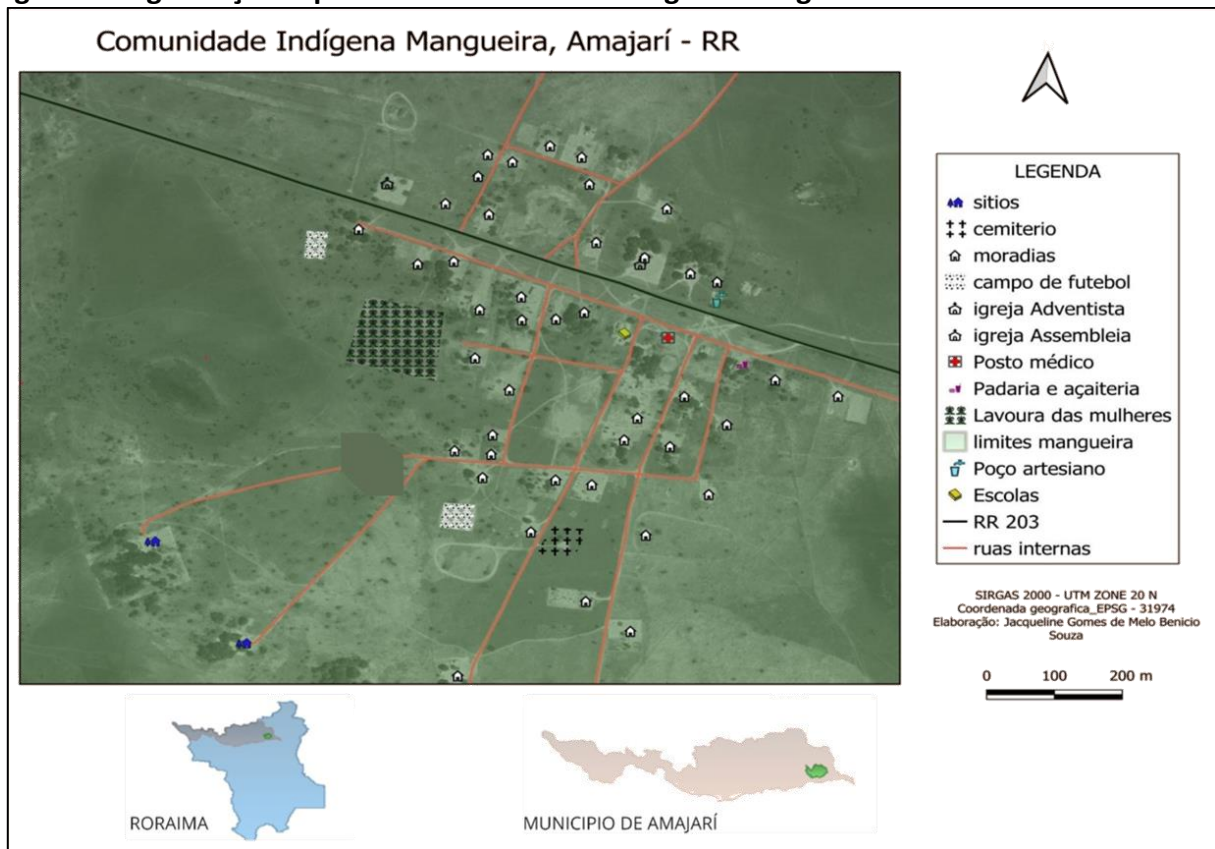 Comunidade Indígena Mangueira, Amajarí - RR
LEGENDA
sitios
cemiterio
moradias
campo de futebol
igreja Adventista
igreja Assembleia
Posto médico
Padaria e açaiteria
Lavoura das mulheres
limites mangueira
Poço artesiano
Escolas
RR 203
ruas internas
SIRGAS 2000 - UTM ZONE 20 N
Coordenada geografica_EPSG - 31974
Elaboração: Jacqueline Gomes de Melo Benicio
Souza
0 100 200 m
RORAIMA
MUNICIPIO DE AMAJARÍ